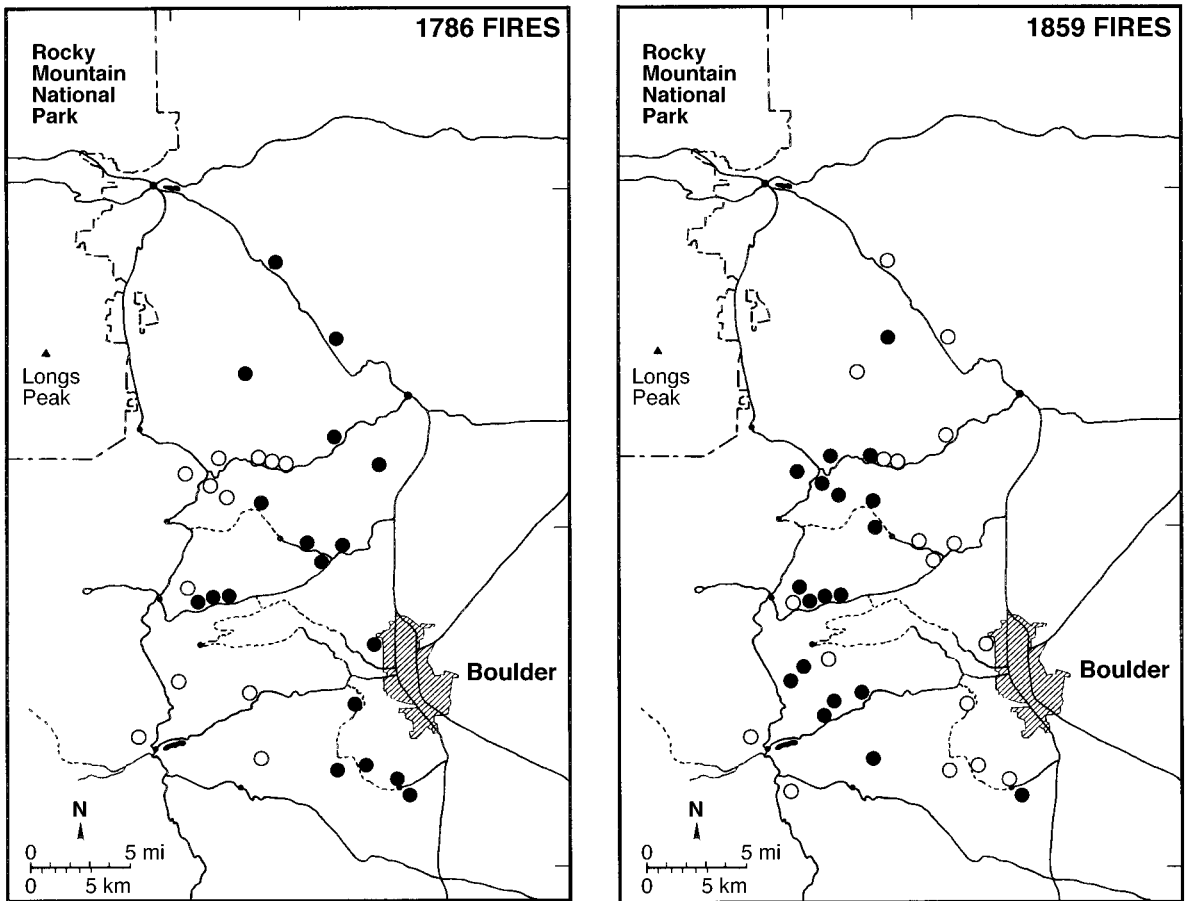 1786 FIRES
Rocky
Mountain
National
Park
Longs
Peak
Boulder
N
0 5 mi
0 5 km
1859 FIRES
Rocky
Mountain
National
Park
Longs
Peak
Boulder
N
0 5 mi
0 5 km